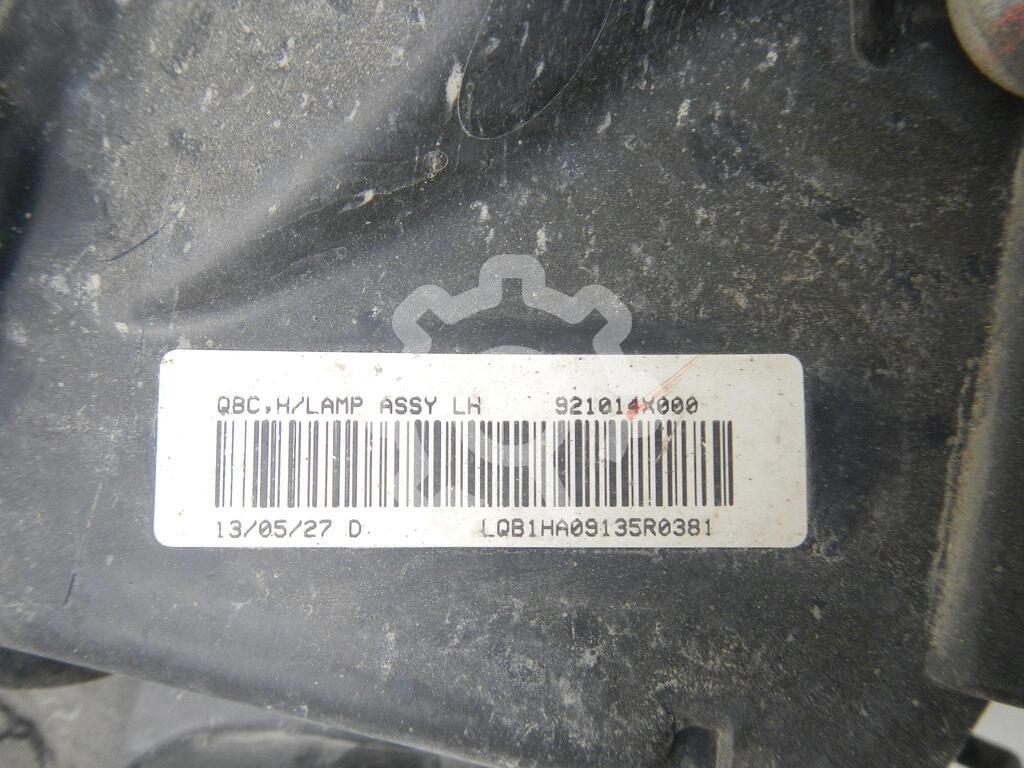 QBC,H/LAMP ASSY LH 921014X000
13/05/27 D LQB1HA09135R0381